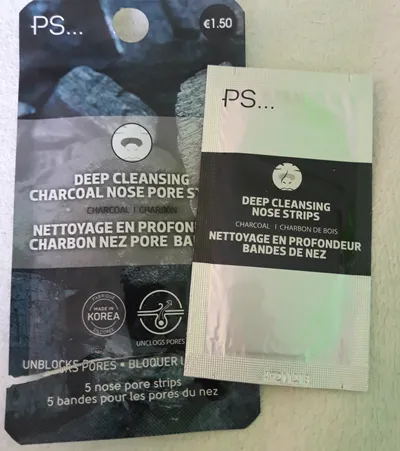 PS...
€1.50
DEEP CLEANSING
CHARCOAL NOSE PORE
CHARCOAL | CHARBON
NETTOYAGE EN
CHARBON NEZ PORE
MADE IN
KOREA
UNCLOGS PORES
UNBLOCKS PORES • BLOQUER
5 nose pore strips
5 bandes pour les pores du nez
PS...
DEEP CLEANSING
NOSE STRIPS
CHARCOAL | CHARBON DE BOIS
NETTOYAGE EN PROFONDEUR
BANDES DE NEZ